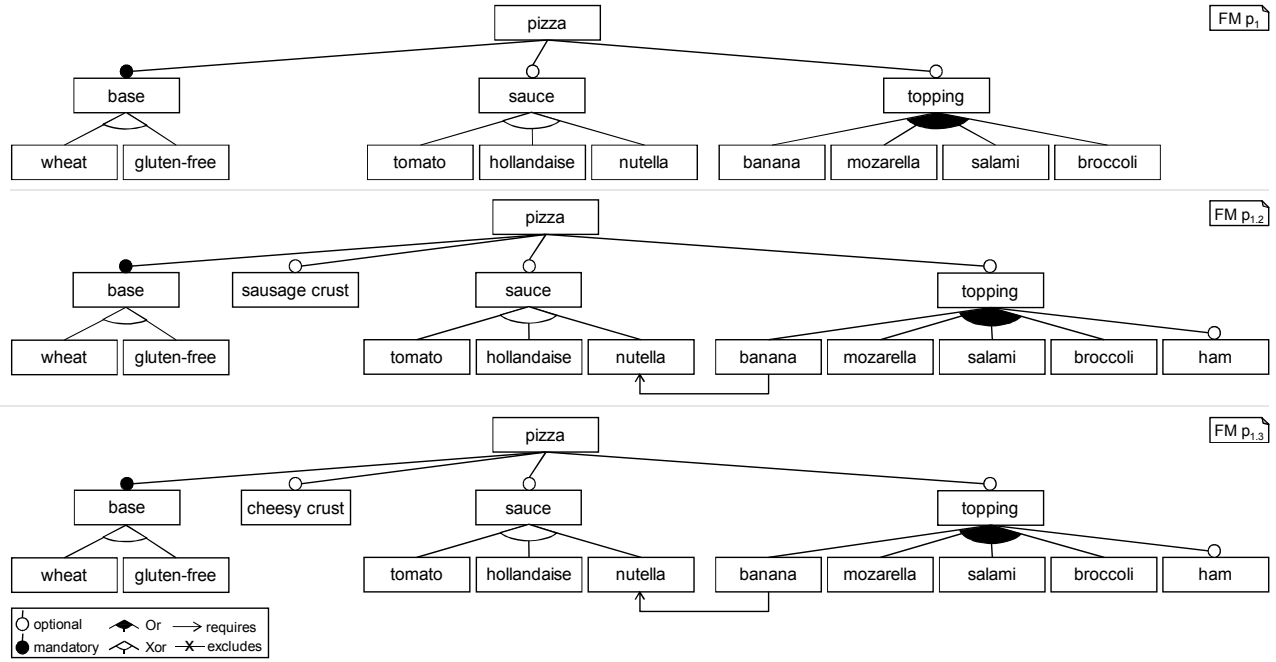 pizza
FM p1
base
sauce
topping
wheat
gluten-free
tomato
hollandaise
nutella
banana
mozarella
salami
broccoli
pizza
FM p1.2
base
sausage crust
sauce
topping
wheat
gluten-free
tomato
hollandaise
nutella
banana
mozarella
salami
broccoli
ham
pizza
FM p1.3
base
cheesy crust
sauce
topping
wheat
gluten-free
tomato
hollandaise
nutella
banana
mozarella
salami
broccoli
ham
optional
Or
requires
mandatory
Xor
excludes